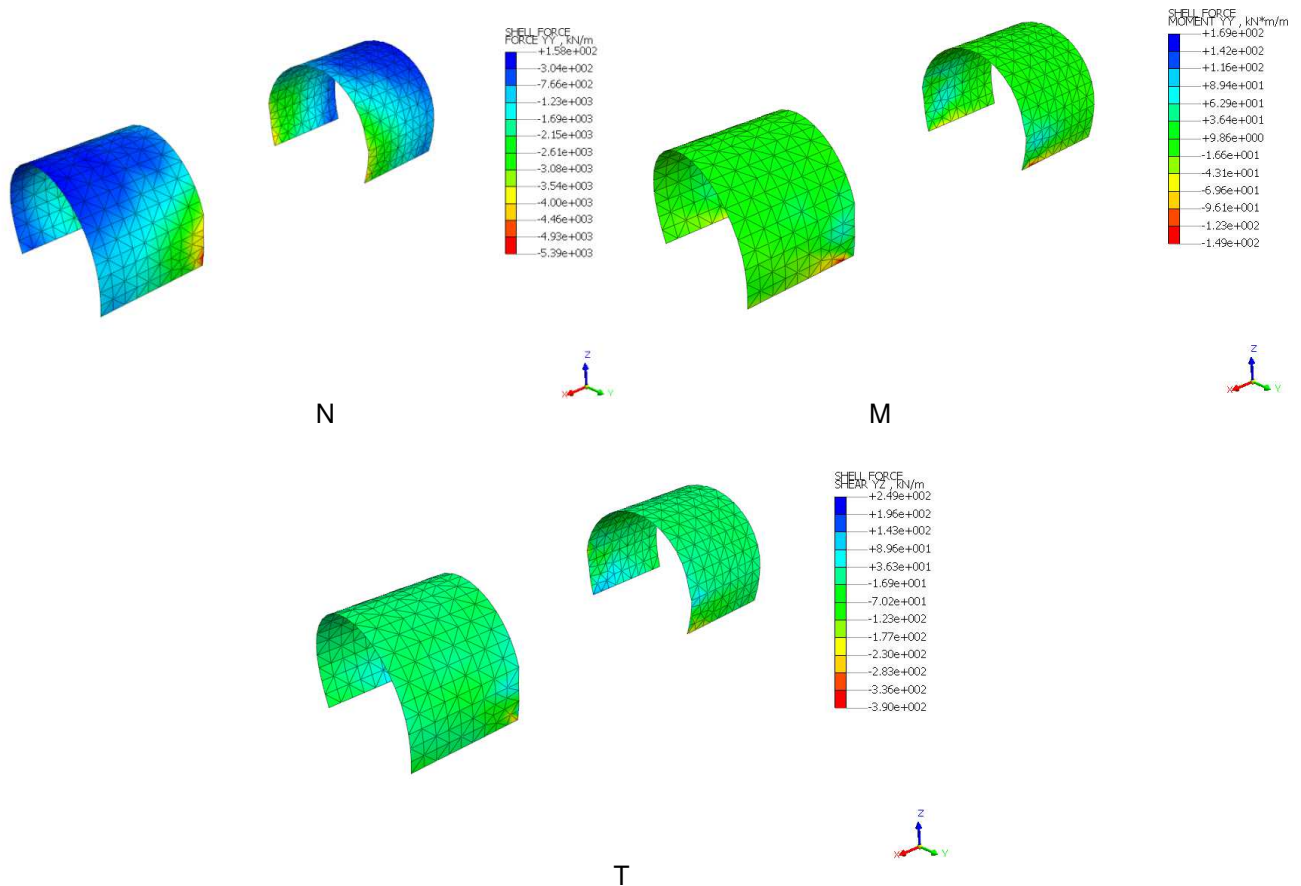 SHELL FORCE
FORCE YY , kN/m
+1.58e+002
-3.04e+002
-7.66e+002
-1.23e+003
-1.69e+003
-2.15e+003
-2.61e+003
-3.08e+003
-3.54e+003
-4.00e+003
-4.46e+003
-4.93e+003
-5.39e+003
Z
X
Y
N
SHELL FORCE
MOMENT YY , kN*m/m
+1.69e+002
+1.42e+002
+1.16e+002
+8.94e+001
+6.29e+001
+3.64e+001
+9.86e+000
-1.66e+001
-4.31e+001
-6.96e+001
-9.61e+001
-1.23e+002
-1.49e+002
Z
X
Y
M
SHELL FORCE
SHEAR YZ , kN/m
+2.49e+002
+1.96e+002
+1.43e+002
+8.96e+001
+3.63e+001
-1.69e+001
-7.02e+001
-1.23e+002
-1.77e+002
-2.30e+002
-2.83e+002
-3.36e+002
-3.90e+002
Z
X
Y
T